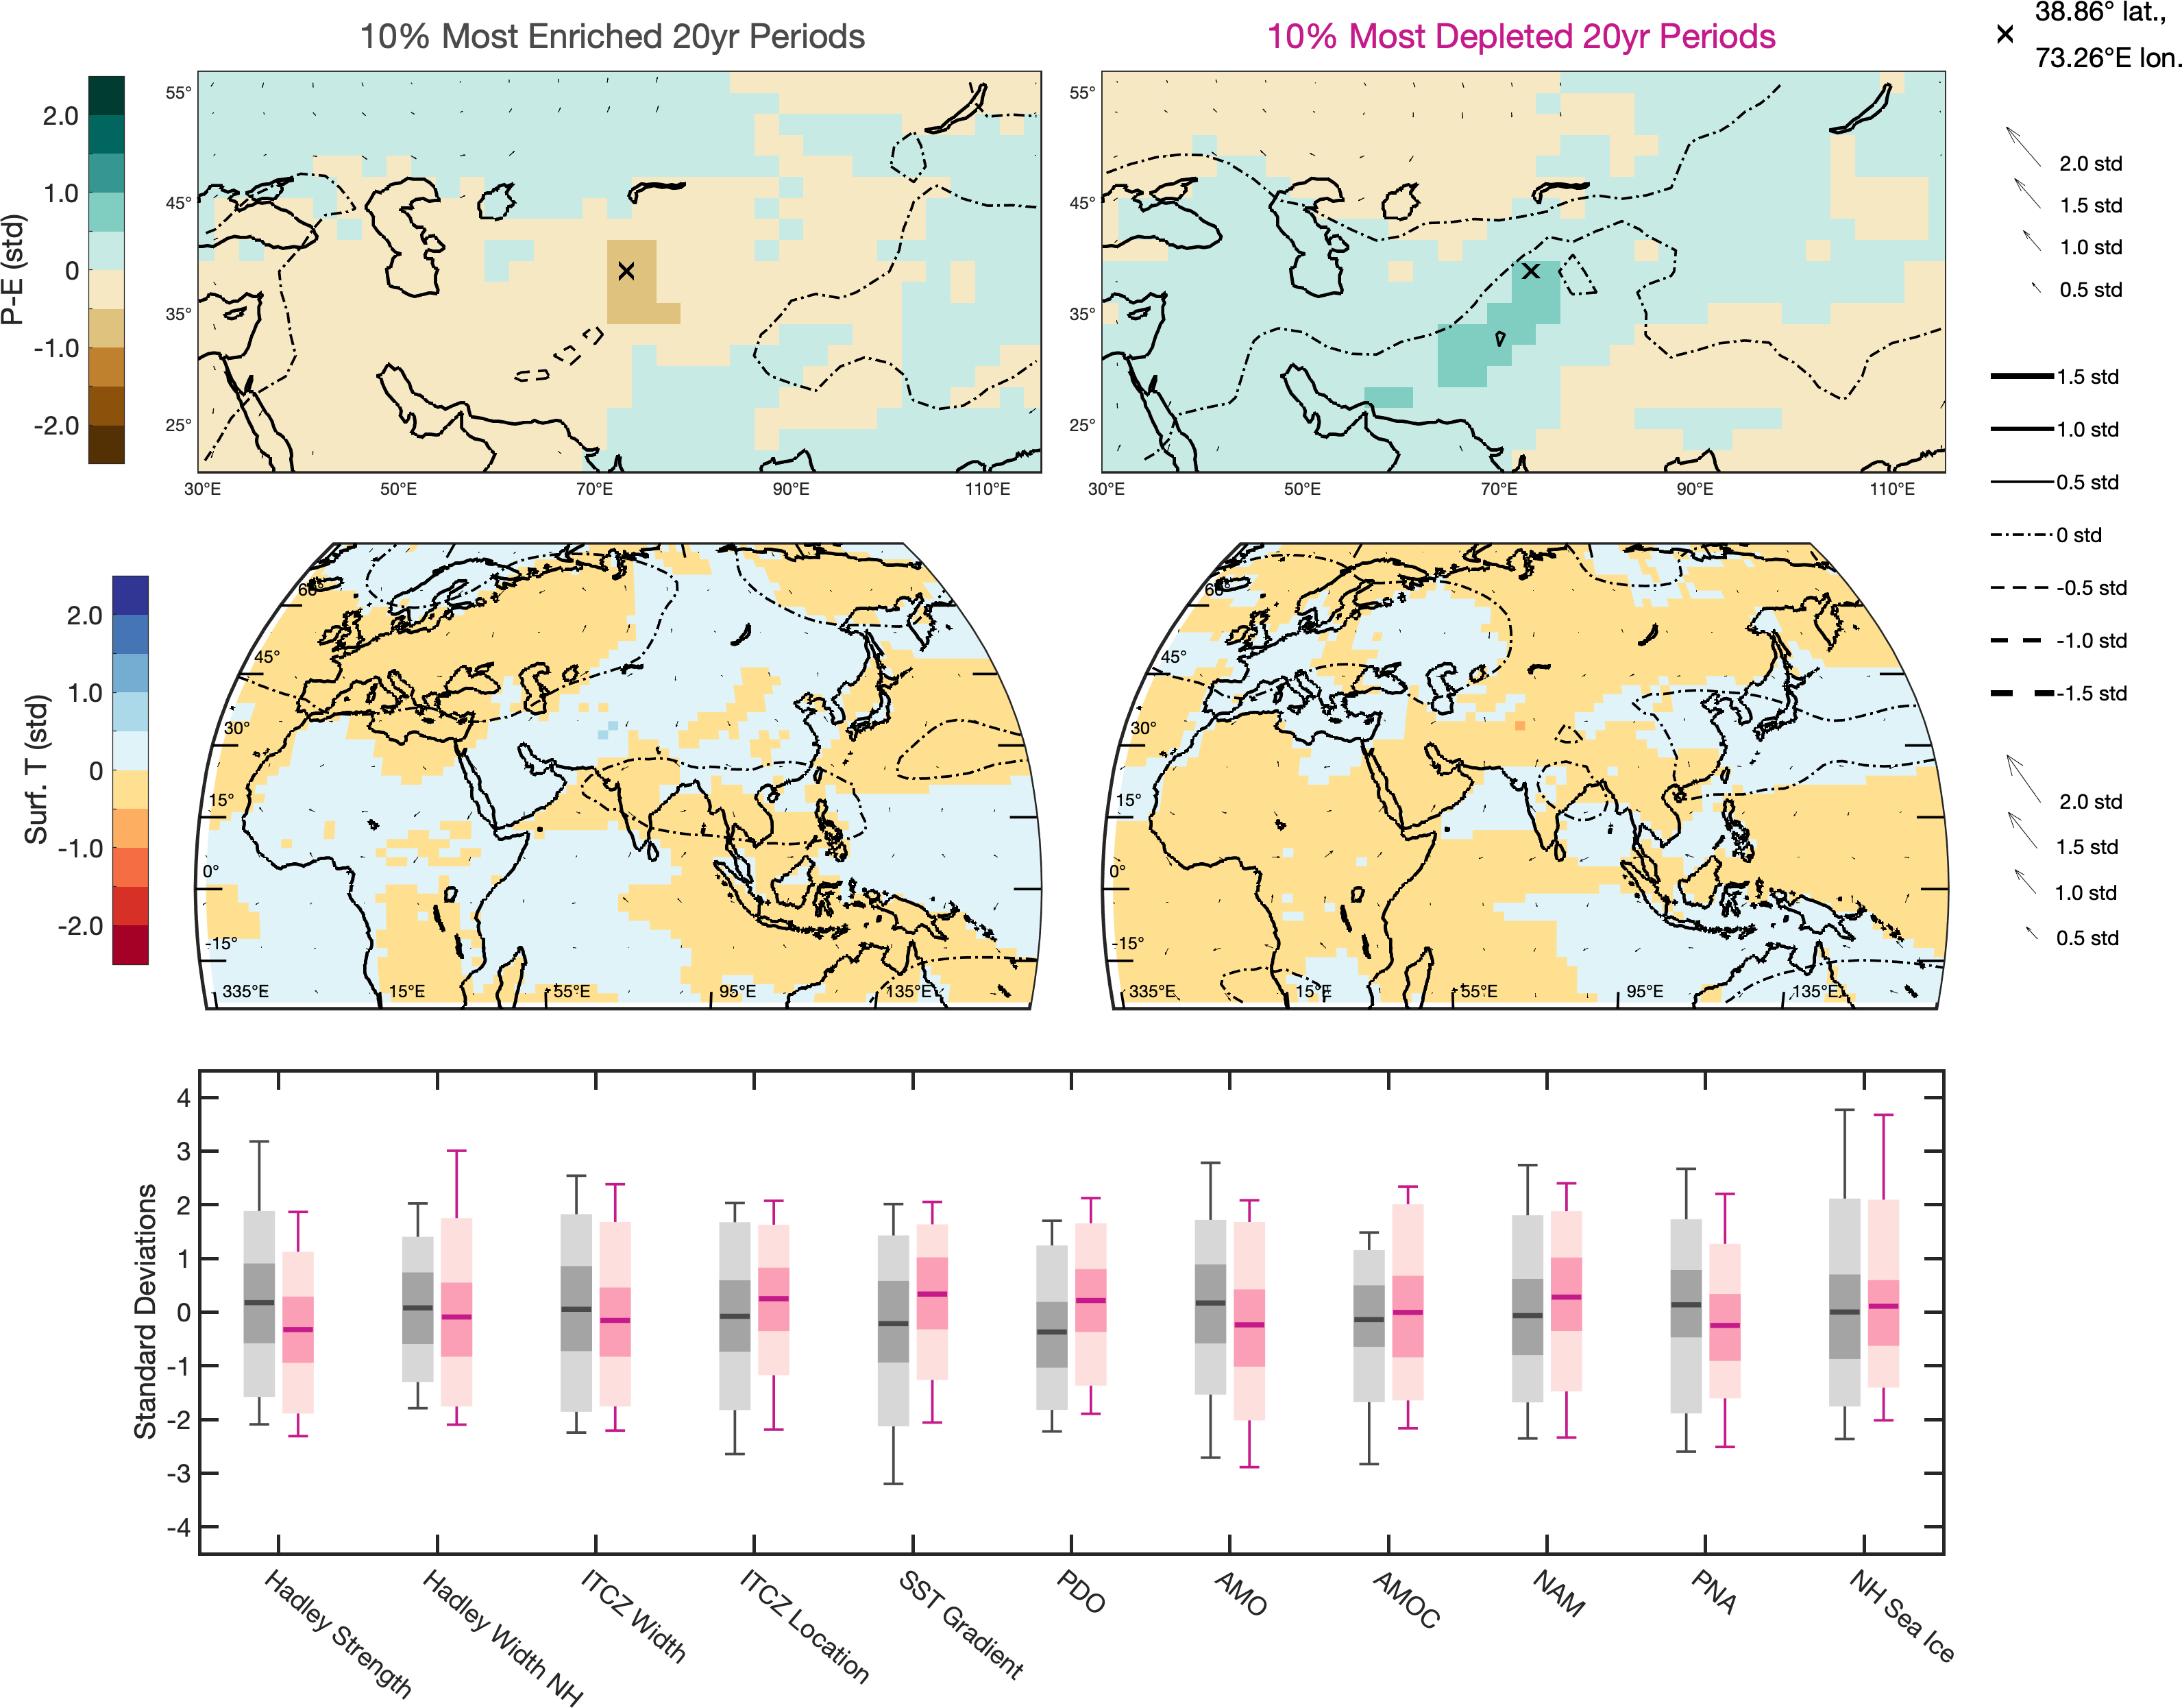 10% Most Enriched 20yr Periods
10% Most Depleted 20yr Periods
38.86° lat.,
73.26°E lon.
P-E (std)
2.0
1.0
0
-1.0
-2.0
55°
45°
35°
25°
30°E
50°E
70°E
90°E
110°E
55°
45°
35°
25°
30°E
50°E
70°E
90°E
110°E
2.0 std
1.5 std
1.0 std
0.5 std
1.5 std
1.0 std
0.5 std
0 std
-0.5 std
-1.0 std
-1.5 std
Surf. T (std)
2.0
1.0
0
-1.0
-2.0
60°
45°
30°
15°
0°
-15°
335°E
15°E
55°E
95°E
135°E
60°
45°
30°
15°
0°
-15°
335°E
15°E
55°E
95°E
135°E
2.0 std
1.5 std
1.0 std
0.5 std
Standard Deviations
4
3
2
1
0
-1
-2
-3
-4
Hadley Strength
Hadley Width NH
ITCZ Width
ITCZ Location
SST Gradient
PDO
AMO
AMOC
NAM
PNA
NH Sea Ice